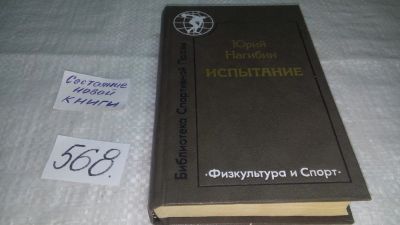 Состояние
новой
книги
568.
Библиотека Спортивной Прозы
Юрий
Нагибин
ИСПЫТАНИЕ
·Физкультура и Спорт·